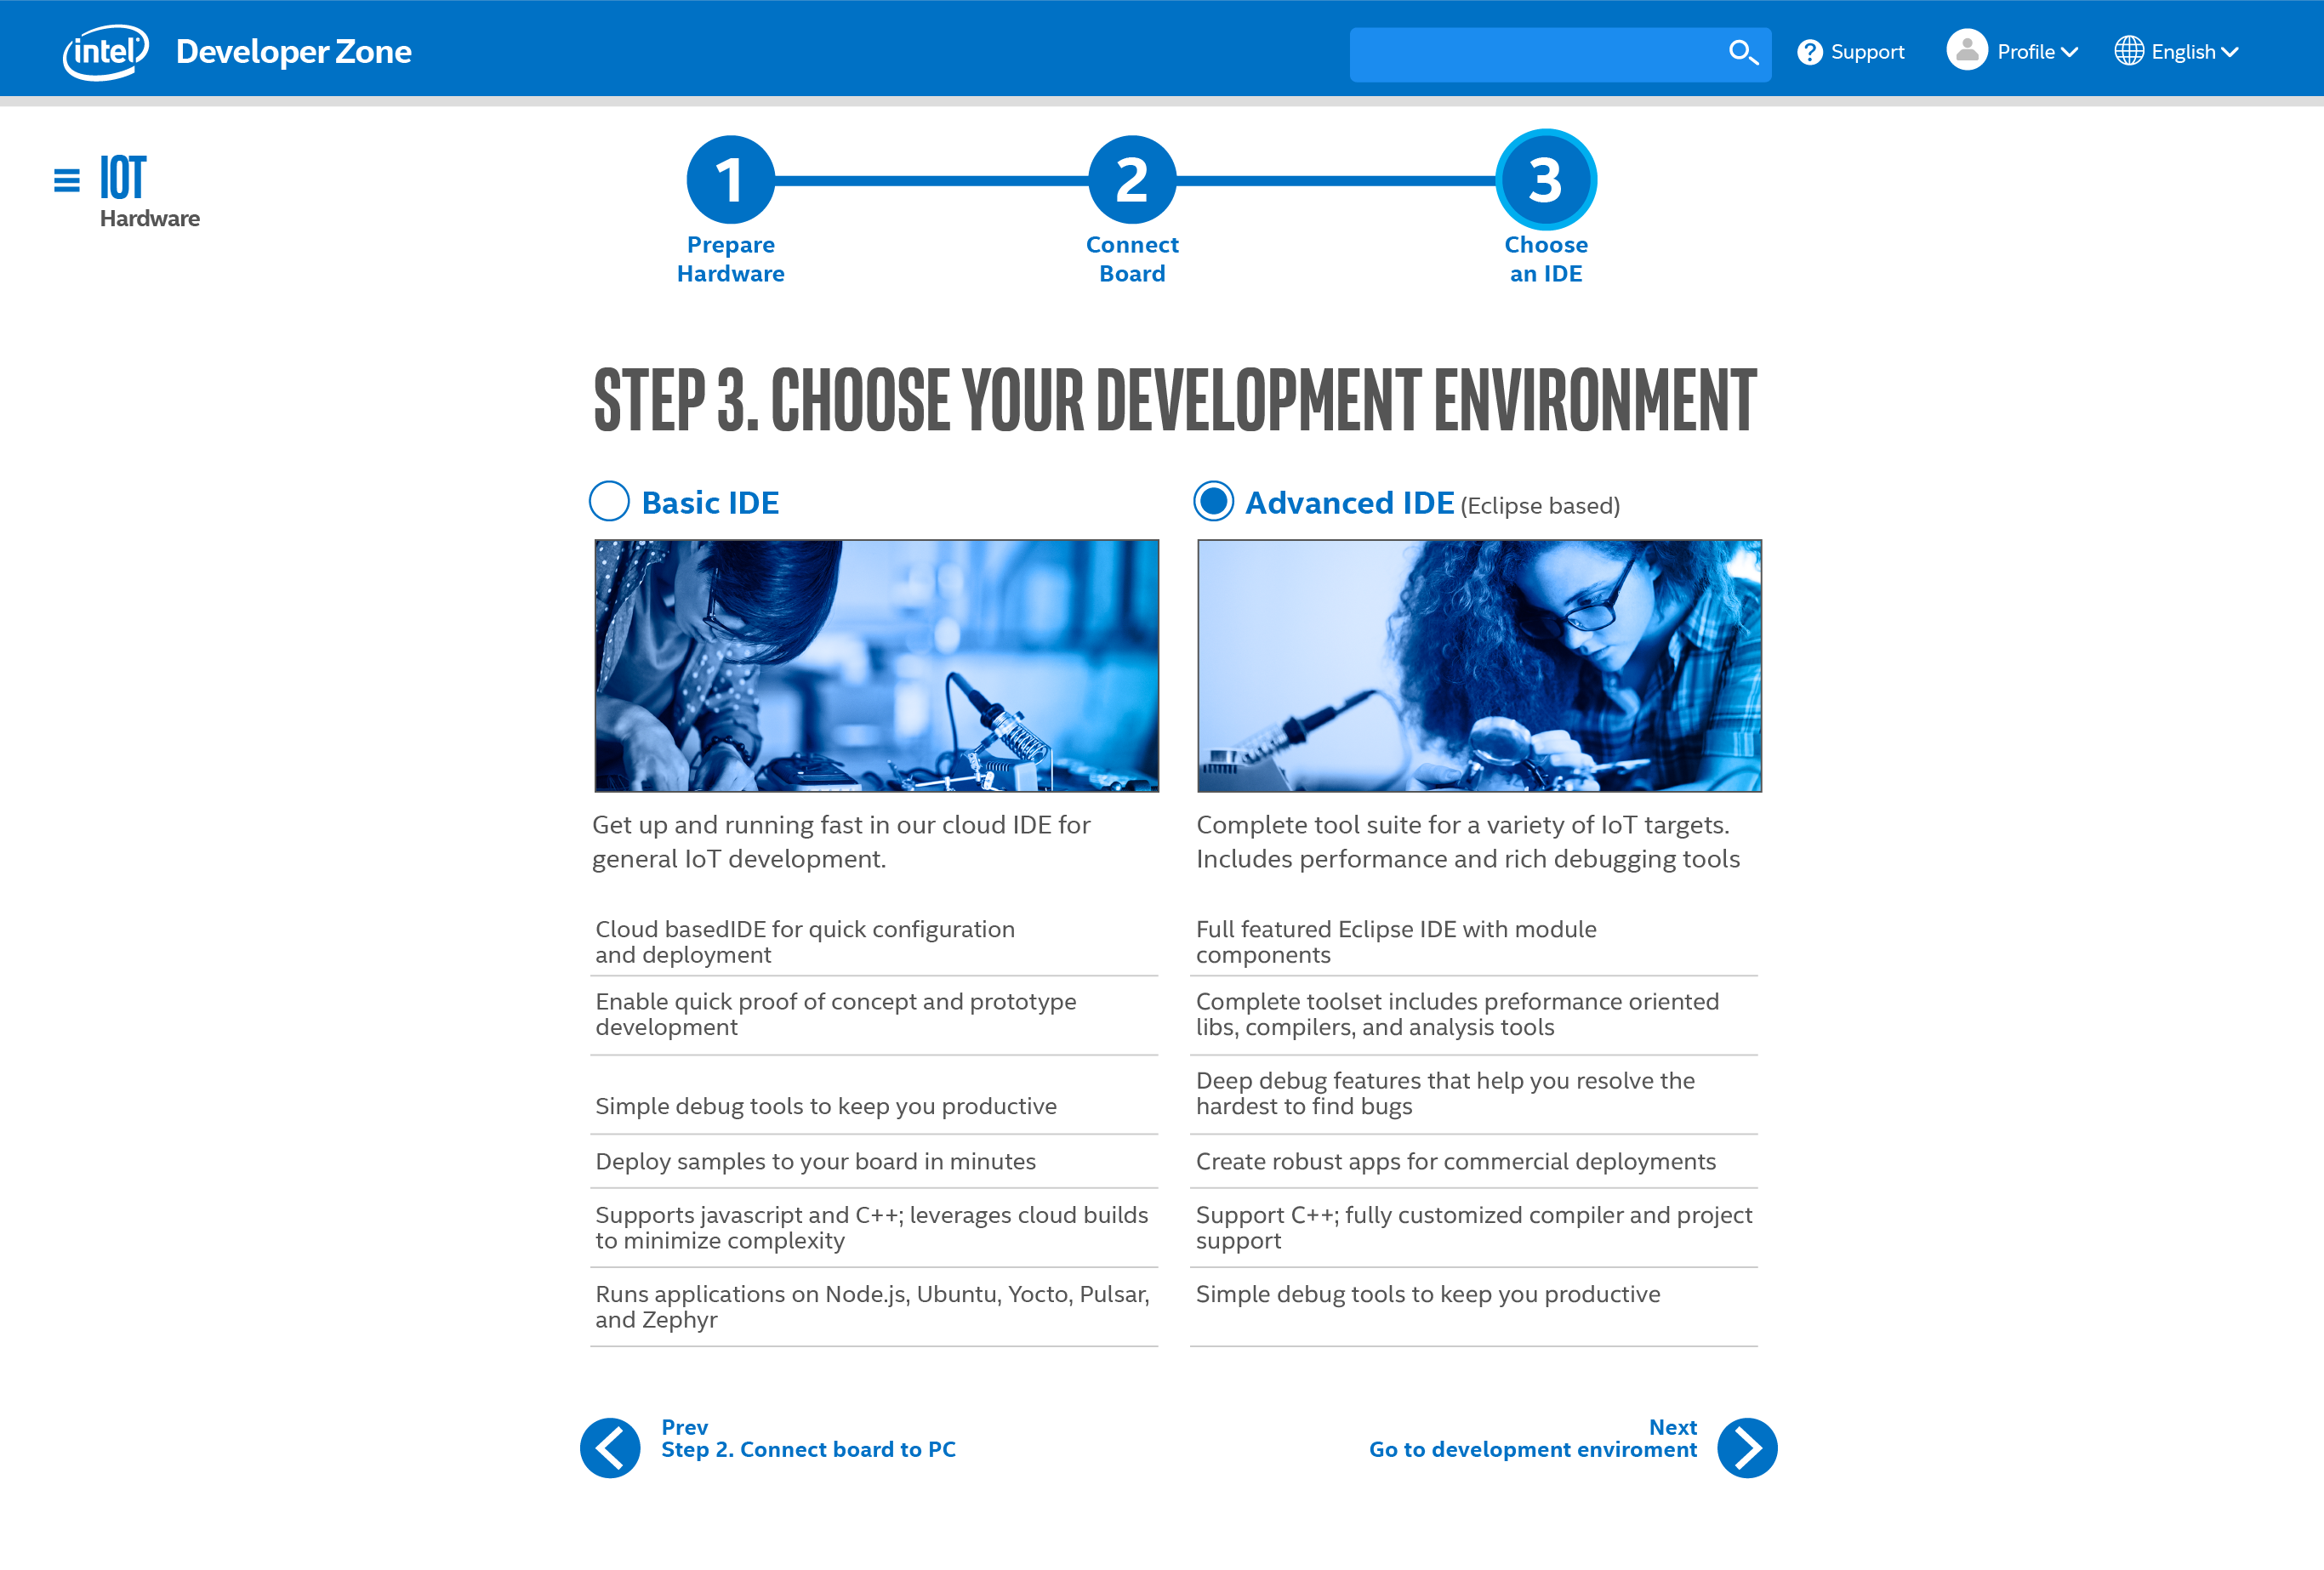 intel Developer Zone
Support
Profile
English
IOT
Hardware
1
2
3
Prepare
Hardware
Connect
Board
Choose
an IDE
STEP 3. CHOOSE YOUR DEVELOPMENT ENVIRONMENT
Basic IDE
Advanced IDE (Eclipse based)
Get up and running fast in our cloud IDE for
general IoT development.
Complete tool suite for a variety of IoT targets.
Includes performance and rich debugging tools
Cloud basedIDE for quick configuration
and deployment
Full featured Eclipse IDE with module
components
Enable quick proof of concept and prototype
development
Complete toolset includes preformance oriented
libs, compilers, and analysis tools
Simple debug tools to keep you productive
Deep debug features that help you resolve the
hardest to find bugs
Deploy samples to your board in minutes
Create robust apps for commercial deployments
Supports javascript and C++; leverages cloud builds
to minimize complexity
Support C++; fully customized compiler and project
support
Runs applications on Node.js, Ubuntu, Yocto, Pulsar,
and Zephyr
Simple debug tools to keep you productive
Prev
Step 2. Connect board to PC
Next
Go to development enviroment